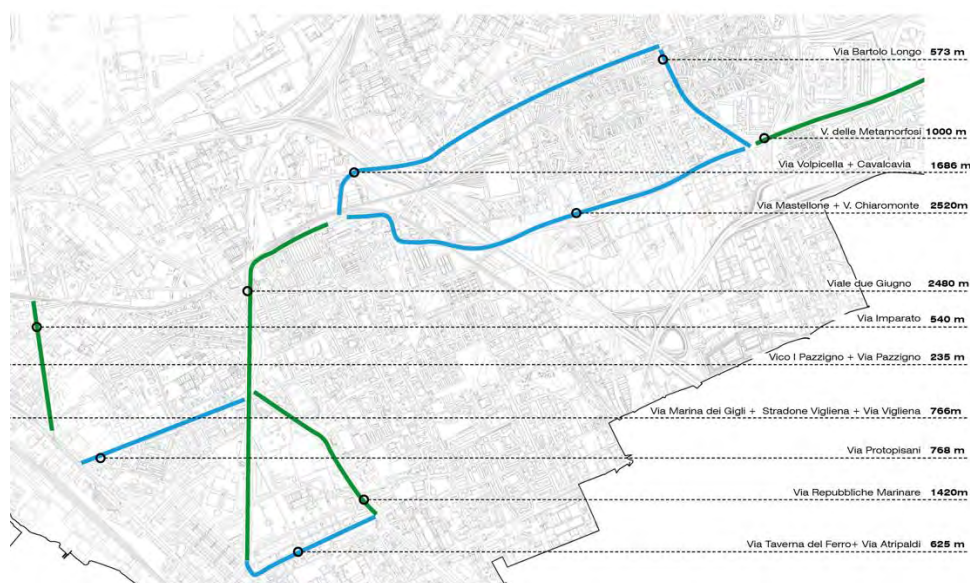 Via Bartolo Longo 573 m
V. delle Metamorfosi 1000 m
Via Volpicella + Cavalcavia 1686 m
Via Mastellone + V. Chiaromonte 2520m
Viale due Giugno 2480 m
Via Imparato 540 m
Vico I Pazzigno + Via Pazzigno 235 m
Via Marina dei Gigli + Stradone Vigliena + Via Vigliena 766m
Via Protopisani 768 m
Via Repubbliche Marinare 1420m
Via Taverna del Ferro+ Via Atripaldi 625 m